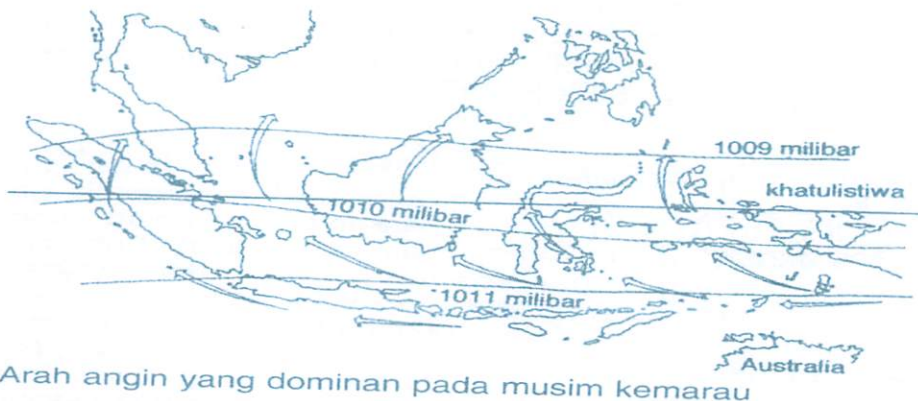 1009 milibar
khatulistiwa
1010 milibar
1011 milibar
Australia
Arah angin yang dominan pada musim kemarau